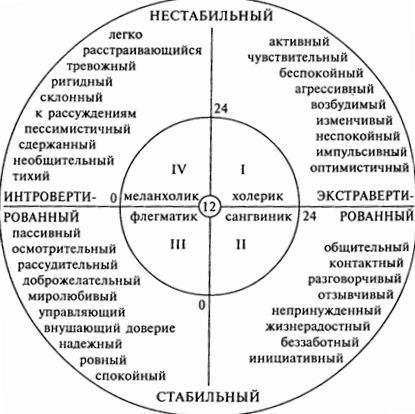 НЕСТАБИЛЬНЫЙ
легко
расстраивающийся
тревожный
ригидный
склонный
к рассуждениям
пессимистичный
сдержанный
необщительный
тихий
активный
чувствительный
беспокойный
агрессивный
возбудимый
изменчивый
неспокойный
импульсивный
оптимистичный
24
IV
I
ИНТРОВЕРТИ-
РОВАННЫЙ
0
меланхолик
холерик
12
флегматик
сангвиник
24
ЭКСТРАВЕРТИ-
РОВАННЫЙ
III
II
0
пассивный
осмотрительный
рассудительный
доброжелательный
миролюбивый
управляющий
внушающий доверие
надежный
ровный
спокойный
общительный
контактный
разговорчивый
отзывчивый
непринужденный
жизнерадостный
беззаботный
инициативный
СТАБИЛЬНЫЙ